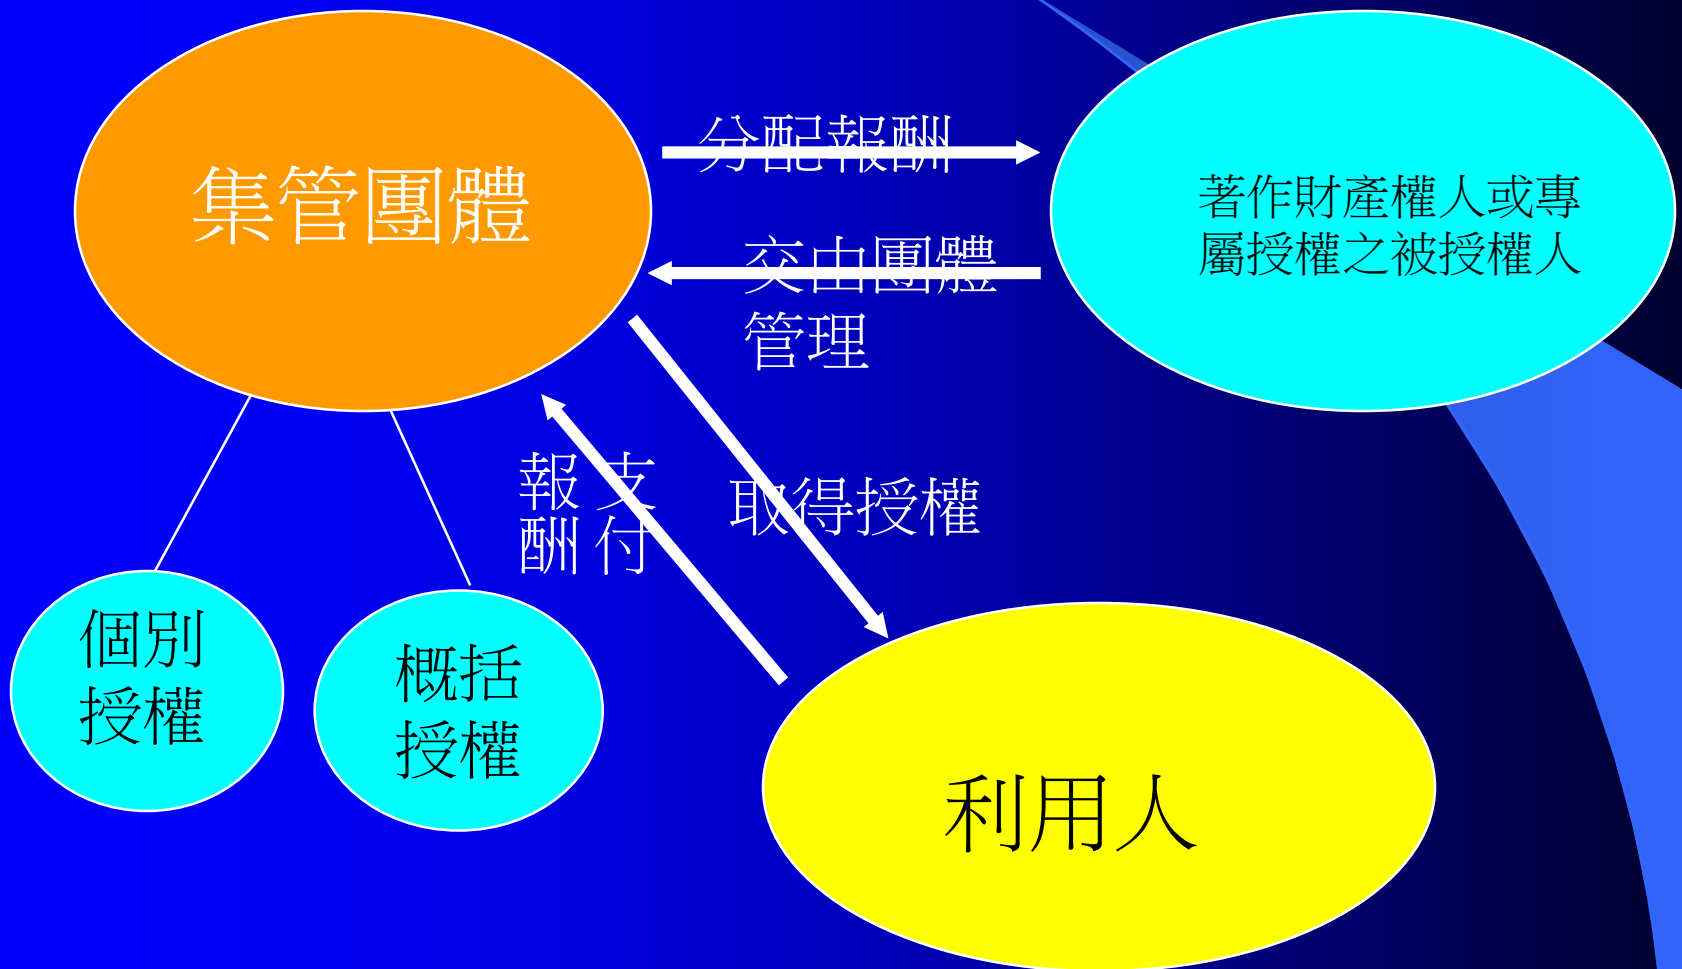 集管團體
分配報酬
著作財產權人或專
屬授權之被授權人
交由團體
管理
支付
報酬
取得授權
個別
授權
概括
授權
利用人